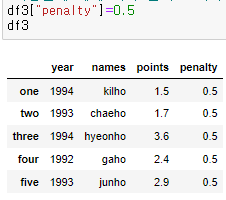 df3["penalty"]=0.5
df3
year names points penalty
one 1994 kilho 1.5 0.5
two 1993 chaeho 1.7 0.5
three 1994 hyeonho 3.6 0.5
four 1992 gaho 2.4 0.5
five 1993 junho 2.9 0.5